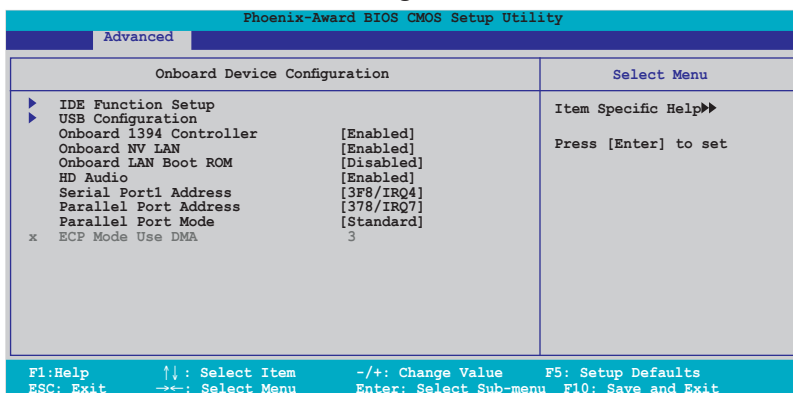 Phoenix-Award BIOS CMOS Setup Utility
Advanced
Onboard Device Configuration
Select Menu
IDE Function Setup
USB Configuration
Onboard 1394 Controller [Enabled]
Onboard NV LAN [Enabled]
Onboard LAN Boot ROM [Disabled]
HD Audio [Enabled]
Serial Port1 Address [3F8/IRQ4]
Parallel Port Address [378/IRQ7]
Parallel Port Mode [Standard]
x ECP Mode Use DMA 3
Item Specific Help▶▶
Press [Enter] to set
F1:Help ↑↓: Select Item -/+: Change Value F5: Setup Defaults
ESC: Exit →←: Select Menu Enter: Select Sub-menu F10: Save and Exit